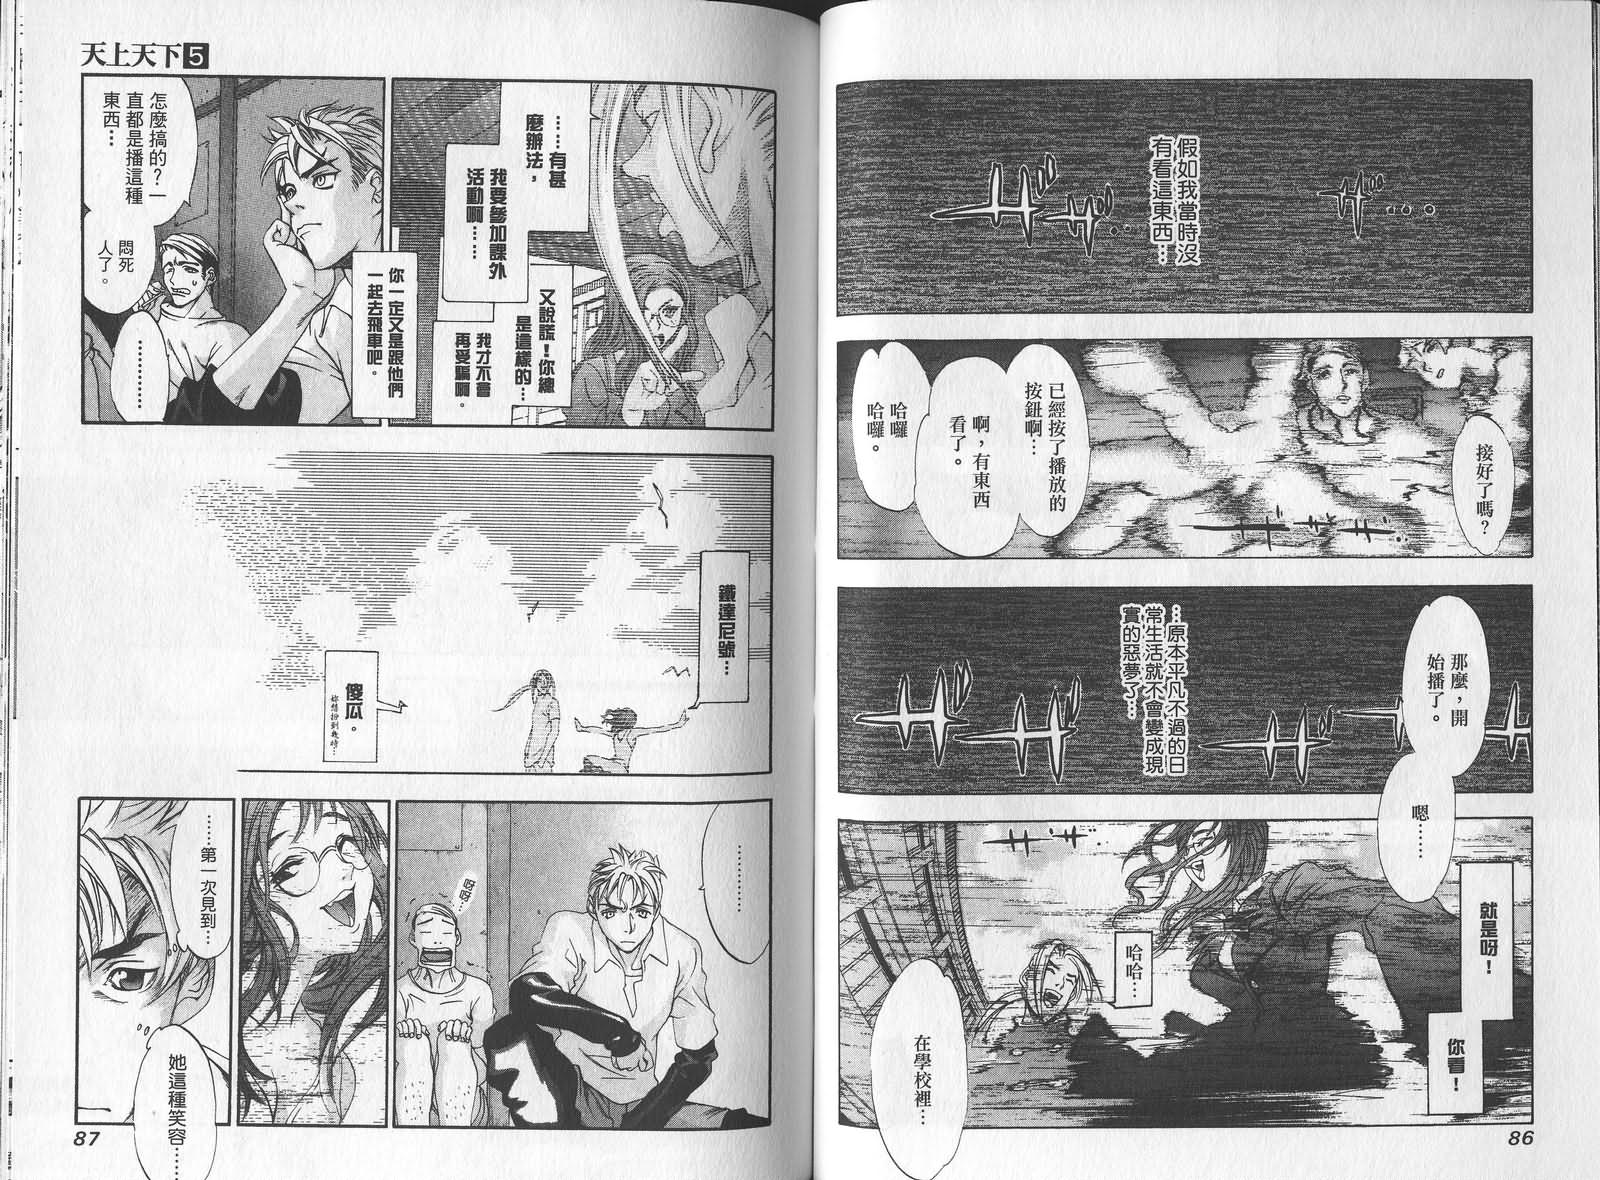 假如我當時沒
有看這東西…
接好了嗎？
已經按了播放的
按鈕啊…
啊，有東西
看了。
哈囉
哈囉。
那麼，開
始播了。
嗯……
…原本平凡不過的日
常生活就不會變成現
實的惡夢了…
就是呀！
你看！
哈哈…
在學校裡…
86
天上天下5
……有甚
麼辦法，
我要參加課外
活動啊……
又說謊！你總
是這樣的…
我才不會
再受騙啊。
你一定又是跟他們
一起去飛車吧。
怎麼搞的？一
直都是播這種
東西…
悶死
人了。
…………
鐵達尼號…
傻瓜。
妳想扮到幾時…
………
呀呀…
……第一次見到…
她這種笑容……
87